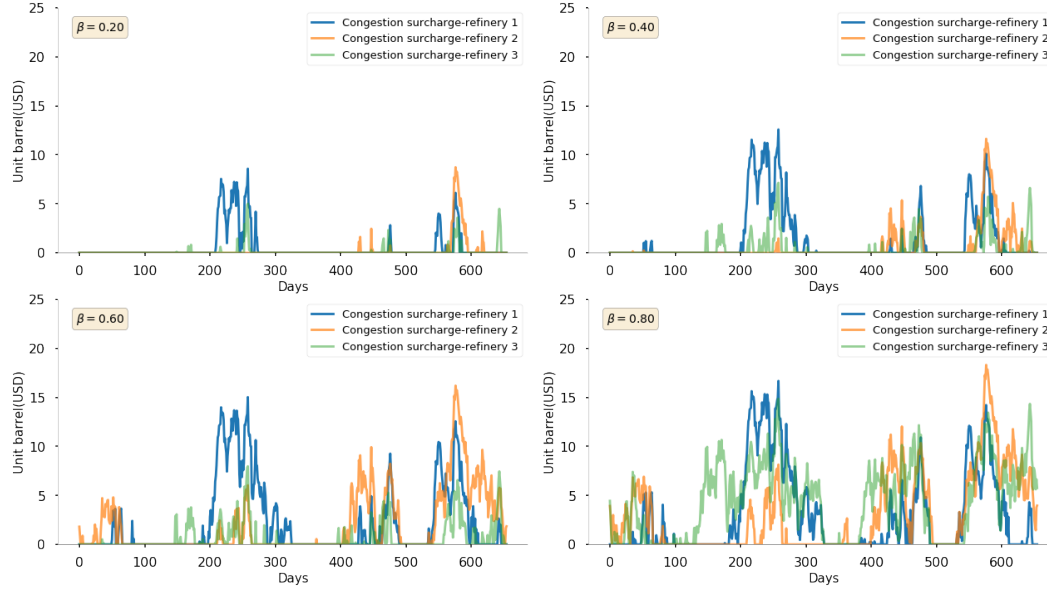 25
20
15
10
5
0
Unit barrel(USD)
β = 0.20
Congestion surcharge-refinery 1
Congestion surcharge-refinery 2
Congestion surcharge-refinery 3
0 100 200 300 400 500 600
Days
25
20
15
10
5
0
Unit barrel(USD)
β = 0.40
Congestion surcharge-refinery 1
Congestion surcharge-refinery 2
Congestion surcharge-refinery 3
0 100 200 300 400 500 600
Days
25
20
15
10
5
0
Unit barrel(USD)
β = 0.60
Congestion surcharge-refinery 1
Congestion surcharge-refinery 2
Congestion surcharge-refinery 3
0 100 200 300 400 500 600
Days
25
20
15
10
5
0
Unit barrel(USD)
β = 0.80
Congestion surcharge-refinery 1
Congestion surcharge-refinery 2
Congestion surcharge-refinery 3
0 100 200 300 400 500 600
Days